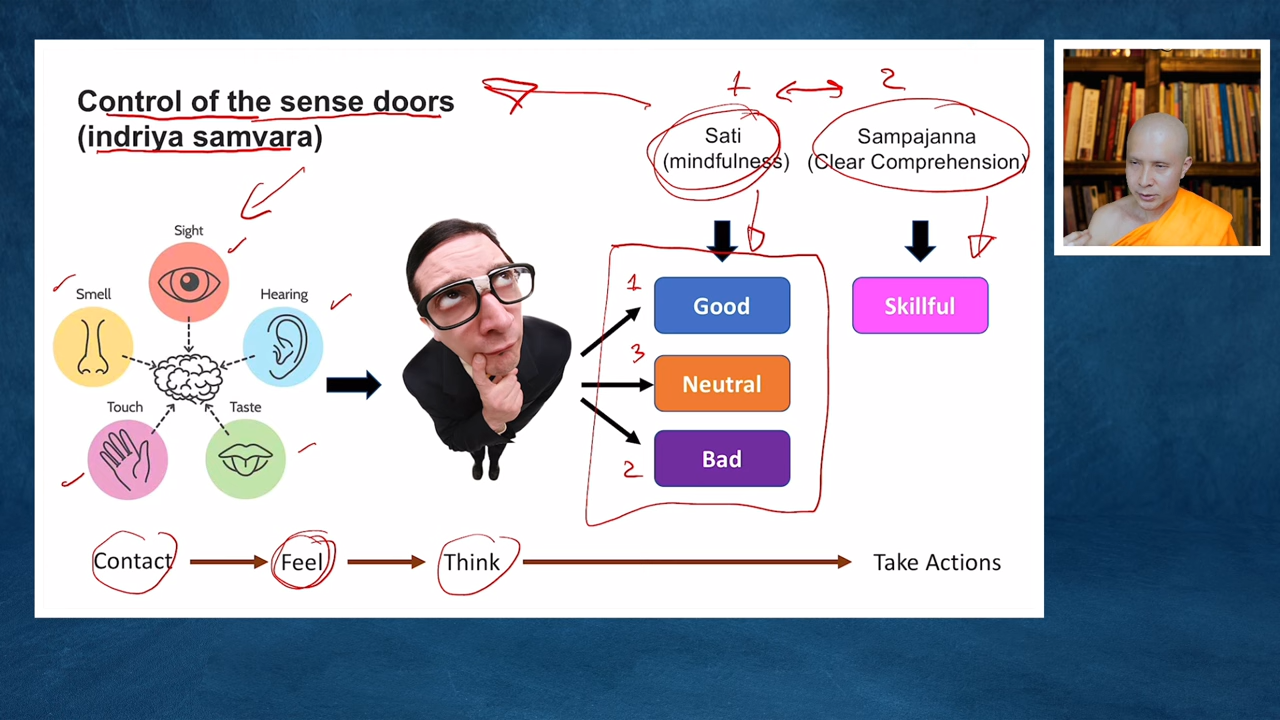 Control of the sense doors
(indriya samvara)
1
2
Sati
(mindfulness)
Sampajanna
(Clear Comprehension)
Sight
Smell
Hearing
Touch
Taste
1
Good
Skillful
3
Neutral
2
Bad
Contact
Feel
Think
Take Actions